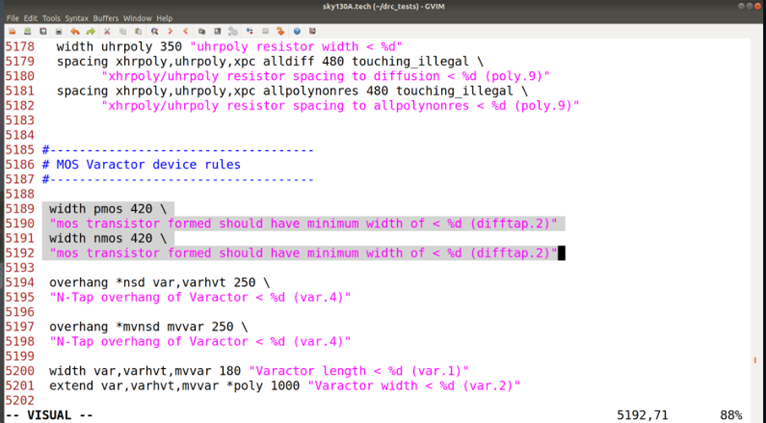 sky130A.tech (~/drc_tests) - GVIM
File Edit Tools Syntax Buffers Window Help
5178 width uhrpoly 350 "uhrpoly resistor width < %d"
5179 spacing xhrpoly,uhrpoly,xpc alldiff 480 touching_illegal \
5180 "xhrpoly/uhrpoly resistor spacing to diffusion < %d (poly.9)"
5181 spacing xhrpoly,uhrpoly,xpc allpolynonres 480 touching_illegal \
5182 "xhrpoly/uhrpoly resistor spacing to allpolynonres < %d (poly.9)"
5183
5184
5185 #-----------------------------------
5186 # MOS Varactor device rules
5187 #-----------------------------------
5188
5189 width pmos 420 \
5190 "mos transistor formed should have minimum width of < %d (difftap.2)"
5191 width nmos 420 \
5192 "mos transistor formed should have minimum width of < %d (difftap.2)"
5193
5194 overhang *nsd var,varhvt 250 \
5195 "N-Tap overhang of Varactor < %d (var.4)"
5196
5197 overhang *mvnsd mvvar 250 \
5198 "N-Tap overhang of Varactor < %d (var.4)"
5199
5200 width var,varhvt,mvvar 180 "Varactor length < %d (var.1)"
5201 extend var,varhvt,mvvar *poly 1000 "Varactor width < %d (var.2)"
5202
-- VISUAL -- 5192,71 88%